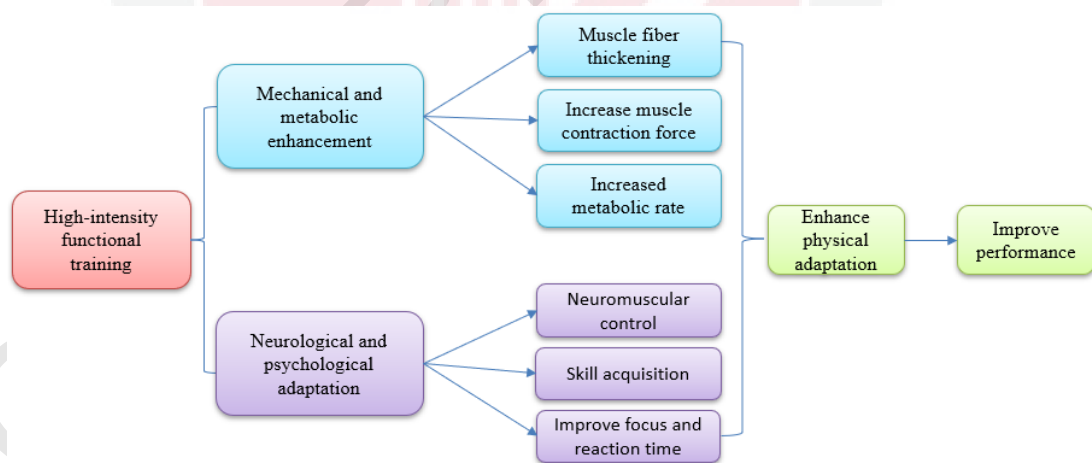 High-intensity
functional
training
Mechanical and
metabolic
enhancement
Muscle fiber
thickening
Increase muscle
contraction force
Increased
metabolic rate
Neurological and
psychological
adaptation
Neuromuscular
control
Skill acquisition
Improve focus and
reaction time
Enhance
physical
adaptation
Improve
performance